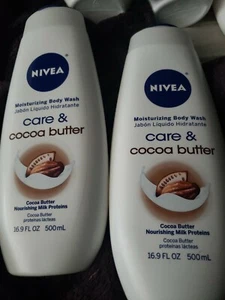 NIVEA
Moisturizing Body Wash
Jabón Líquido Hidratante
care &
cocoa butter
Cocoa Butter
Nourishing Milk Proteins
Cocoa Butter
proteínas lácteas
16.9 FL OZ 500mL
NIVEA
Moisturizing Body Wash
Jabón Líquido Hidratante
care &
cocoa butter
Cocoa Butter
Nourishing Milk Proteins
Cocoa Butter
proteínas lácteas
16.9 FL OZ 500mL